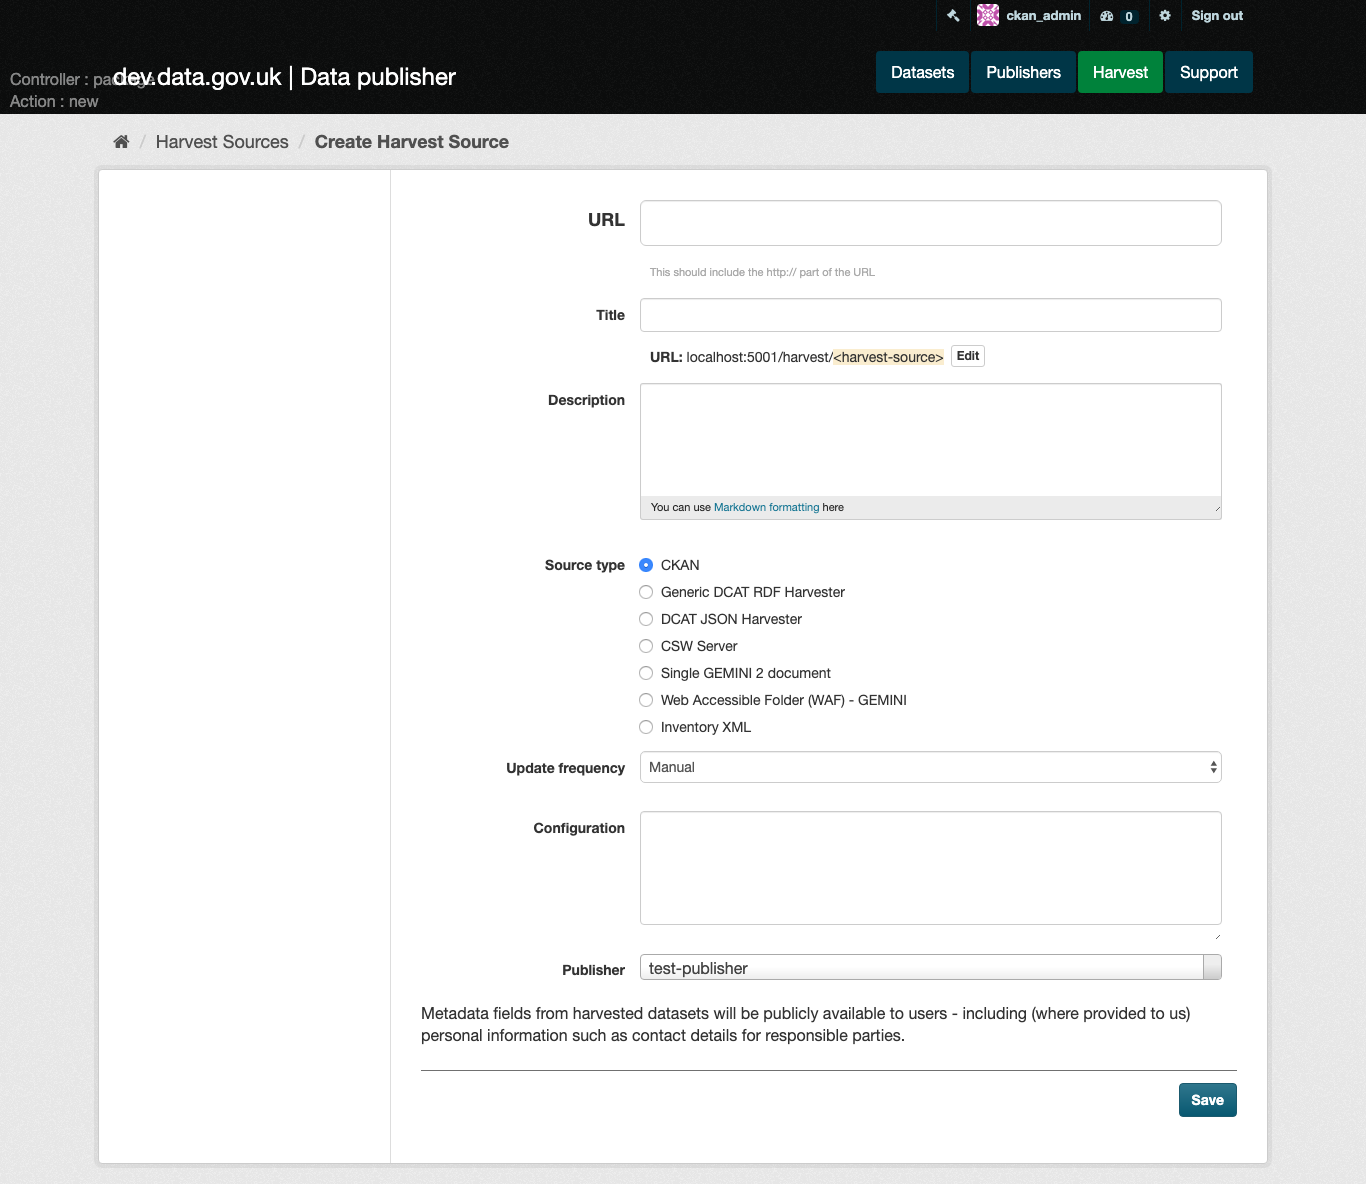 ckan_admin
0
Sign out
Controller : package
dev.data.gov.uk | Data publisher
Action : new
Datasets
Publishers
Harvest
Support
/ Harvest Sources / Create Harvest Source
URL
This should include the http:// part of the URL
Title
URL: localhost:5001/harvest/<harvest-source> Edit
Description
You can use Markdown formatting here
Source type
CKAN
Generic DCAT RDF Harvester
DCAT JSON Harvester
CSW Server
Single GEMINI 2 document
Web Accessible Folder (WAF) - GEMINI
Inventory XML
Update frequency
Manual
Configuration
Publisher
test-publisher
Metadata fields from harvested datasets will be publicly available to users - including (where provided to us)
personal information such as contact details for responsible parties.
Save